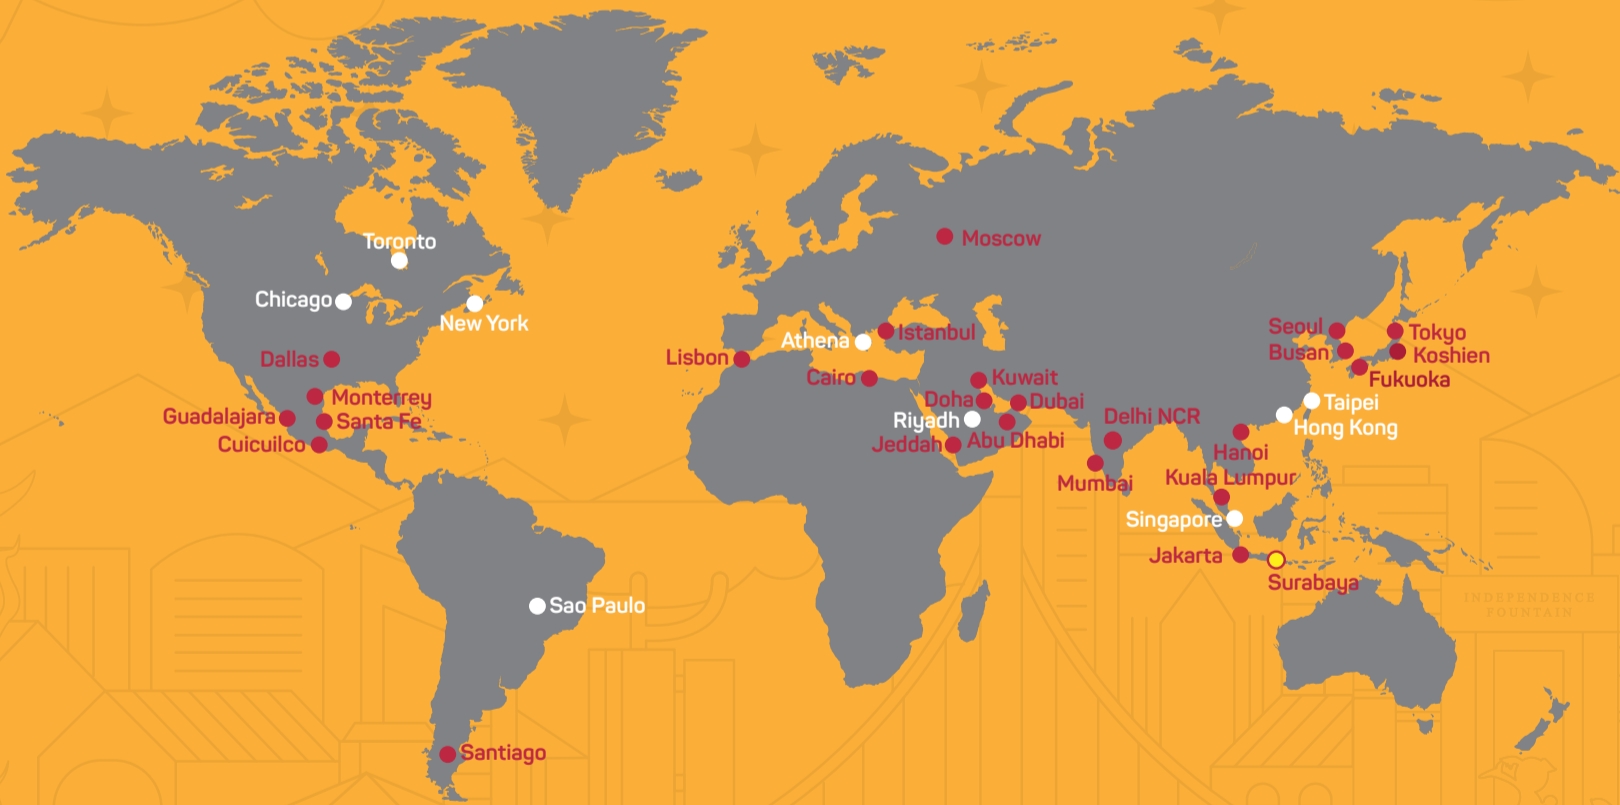 Toronto
Chicago
New York
Dallas
Monterrey
Guadalajara
Santa Fe
Cuicuilco
Sao Paulo
Santiago
Moscow
Istanbul
Athena
Lisbon
Cairo
Kuwait
Doha
Dubai
Riyadh
Abu Dhabi
Jeddah
Delhi NCR
Mumbai
Seoul
Tokyo
Busan
Koshien
Fukuoka
Taipei
Hong Kong
Hanoi
Kuala Lumpur
Singapore
Jakarta
Surabaya
INDEPENDENCE
FOUNTAIN